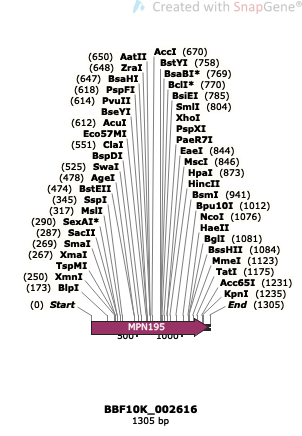 Created with SnapGene®
(650) AatII
(648) ZraI
(647) BsaHI
(618) PspFI
(614) PvuII
BseYI
(612) AcuI
Eco57MI
(551) ClaI
BspDI
(525) SwaI
(478) AgeI
(474) BstEII
(345) SspI
(317) MslI
(290) SexAI*
(287) SacII
(269) SmaI
(267) XmaI
TspMI
(250) XmnI
(173) BlpI
(0) Start
AccI (670)
BstYI (758)
BsaBI* (769)
BclI* (770)
BsiEI (785)
SmlI (804)
XhoI
PspXI
PaeR7I
EaeI (844)
MscI (846)
HpaI (873)
HincII
BsmI (941)
Bpu10I (1012)
NcoI (1076)
HaeII
BglI (1081)
BssHII (1084)
MmeI (1123)
TatI (1175)
Acc65I (1231)
KpnI (1235)
End (1305)
MPN195
500 1000
BBF10K_002616
1305 bp